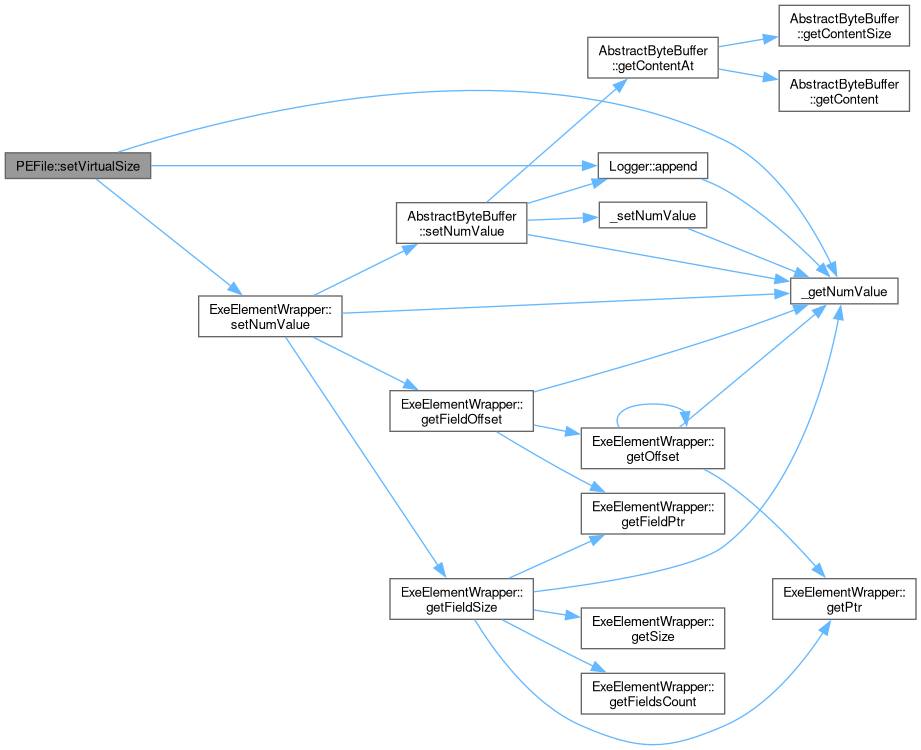 AbstractByteBuffer
::getContentSize
AbstractByteBuffer
::getContentAt
AbstractByteBuffer
::getContent
PEFile::setVirtualSize
Logger::append
AbstractByteBuffer
::setNumValue
_setNumValue
_getNumValue
ExeElementWrapper::
setNumValue
ExeElementWrapper::
getFieldOffset
ExeElementWrapper::
getOffset
ExeElementWrapper::
getFieldPtr
ExeElementWrapper::
getFieldSize
ExeElementWrapper::
getPtr
ExeElementWrapper::
getSize
ExeElementWrapper::
getFieldsCount